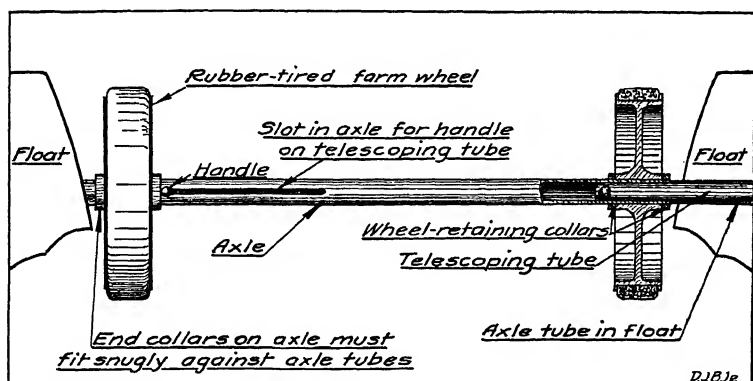 Rubber-tired farm wheel
Slot in axle for handle
on telescoping tube
Float
Handle
Float
Axle
Wheel-retaining collars
Telescoping tube
End collars on axle must
fit snugly against axle tubes
Axle tube in float